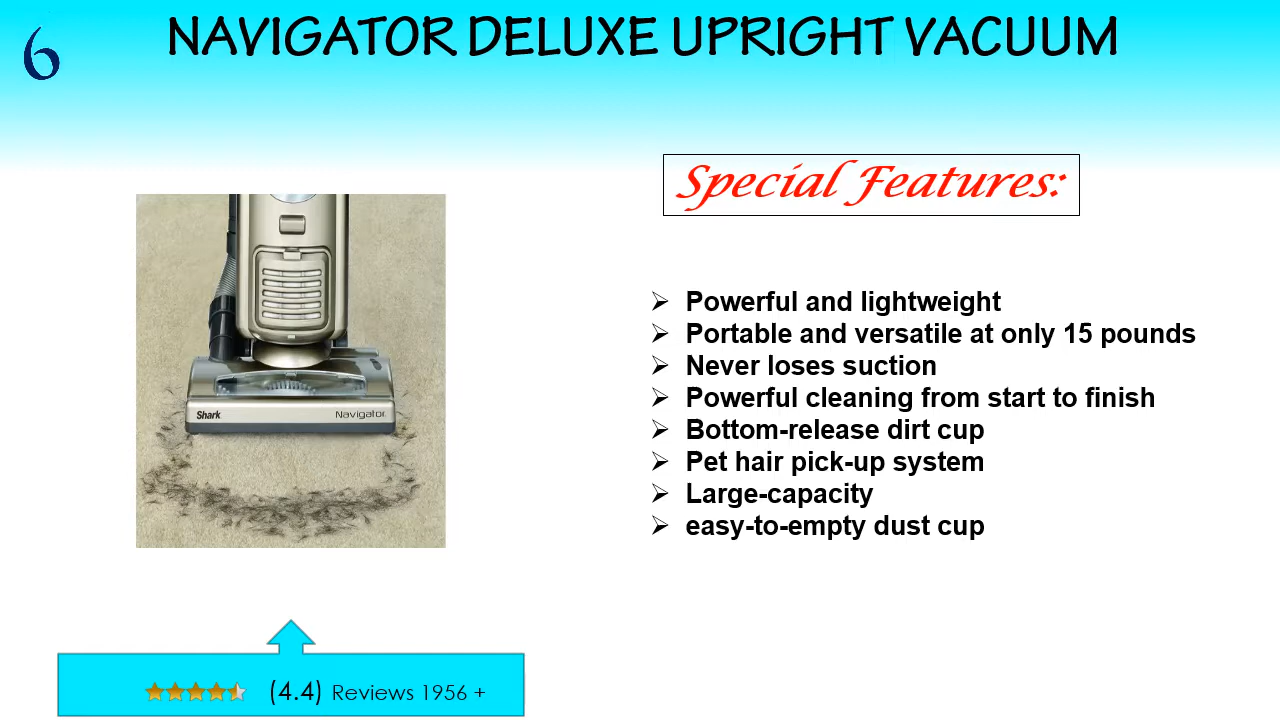 6
NAVIGATOR DELUXE UPRIGHT VACUUM
Special Features:
Powerful and lightweight
Portable and versatile at only 15 pounds
Never loses suction
Powerful cleaning from start to finish
Bottom-release dirt cup
Pet hair pick-up system
Large-capacity
easy-to-empty dust cup
Shark Navigator
(4.4) Reviews 1956 +